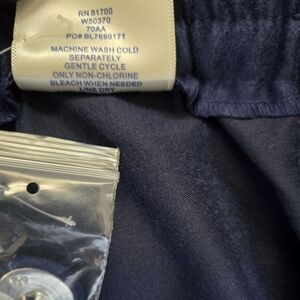 RN 81700
W50370
70AA
PO# BL7699171
MACHINE WASH COLD
SEPARATELY
GENTLE CYCLE
ONLY NON-CHLORINE
BLEACH WHEN NEEDED
LINE DRY